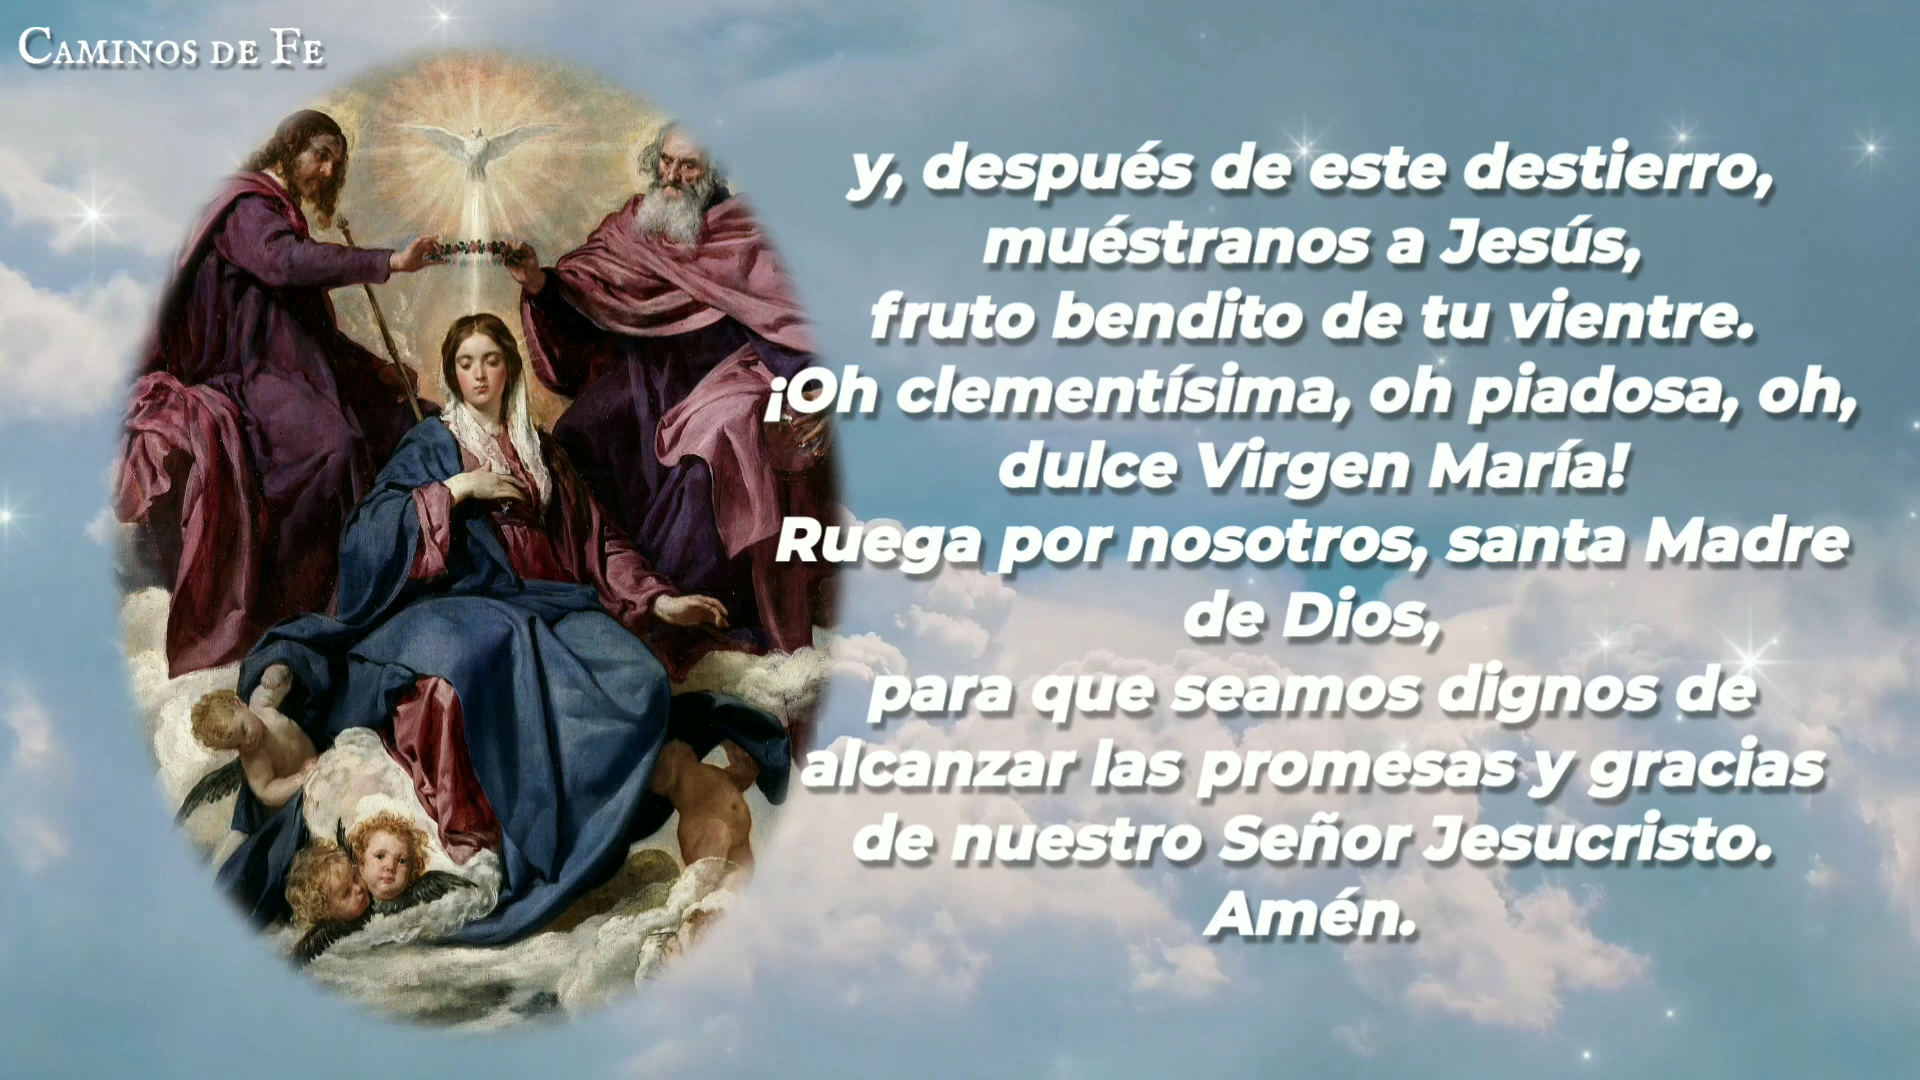 Caminos de Fe
y, después de este destierro,
muéstranos a Jesús,
fruto bendito de tu vientre.
¡Oh clementísima, oh piadosa, oh,
dulce Virgen María!
Ruega por nosotros, santa Madre
de Dios,
para que seamos dignos de
alcanzar las promesas y gracias
de nuestro Señor Jesucristo.
Amén.